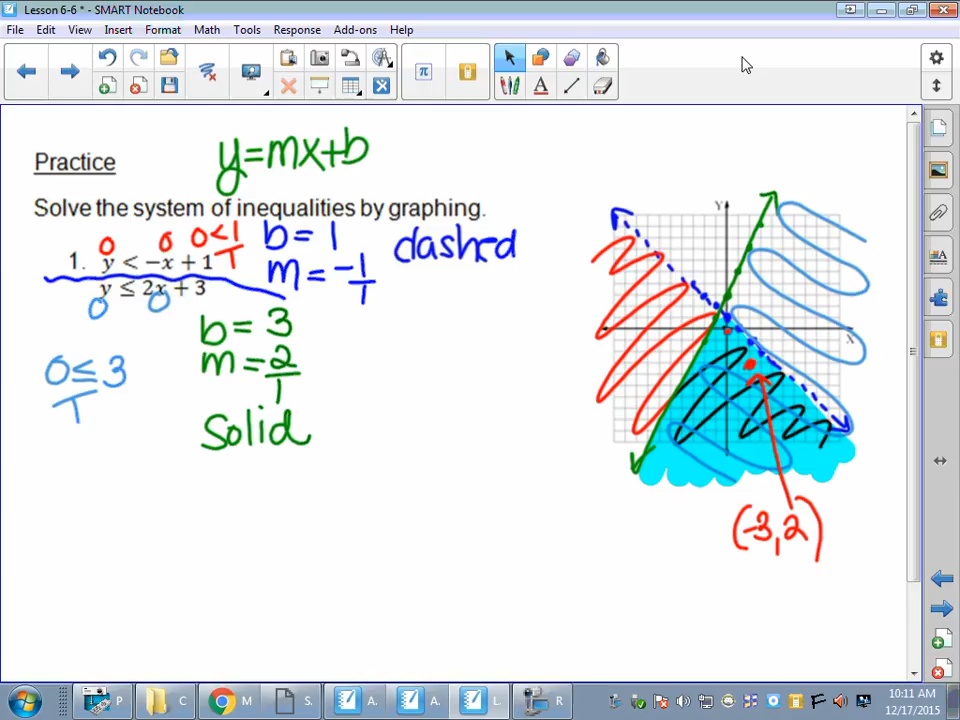 Lesson 6-6 * - SMART Notebook
File Edit View Insert Format Math Tools Response Add-ons Help
π
A
Practice
y=mx+b
Solve the system of inequalities by graphing.
0 0 0<1
T
b = 1
dashed
1. y < -x + 1
m = -1/1
y ≤ 2x + 3
0 0
b = 3
m = 2/1
0 ≤ 3
T
Solid
Y
X
(-3,2)
P C M S. A. A. L. R
10:11 AM
12/17/2015